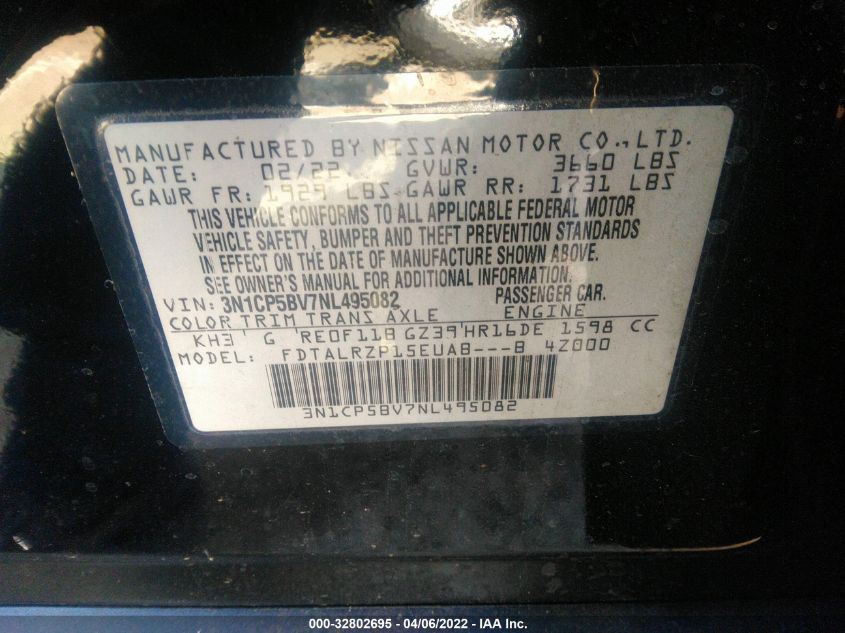 MANUFACTURED BY NISSAN MOTOR CO., LTD.
DATE: 02/22 GVWR: 3660 LBS
GAWR FR: 1929 LBS GAWR RR: 1731 LBS
THIS VEHICLE CONFORMS TO ALL APPLICABLE FEDERAL MOTOR
VEHICLE SAFETY, BUMPER AND THEFT PREVENTION STANDARDS
IN EFFECT ON THE DATE OF MANUFACTURE SHOWN ABOVE.
SEE OWNER'S MANUAL FOR ADDITIONAL INFORMATION.
VIN: 3N1CP5BV7NL495082 PASSENGER CAR.
COLOR TRIM TRANS AXLE ENGINE
KH3 G RE0F11B GZ39 HR16DE 1598 CC
MODEL: FDTALRZP15EUAB---B 4Z000
3N1CP5BV7NL495082
000-32802695 - 04/06/2022 - IAA Inc.